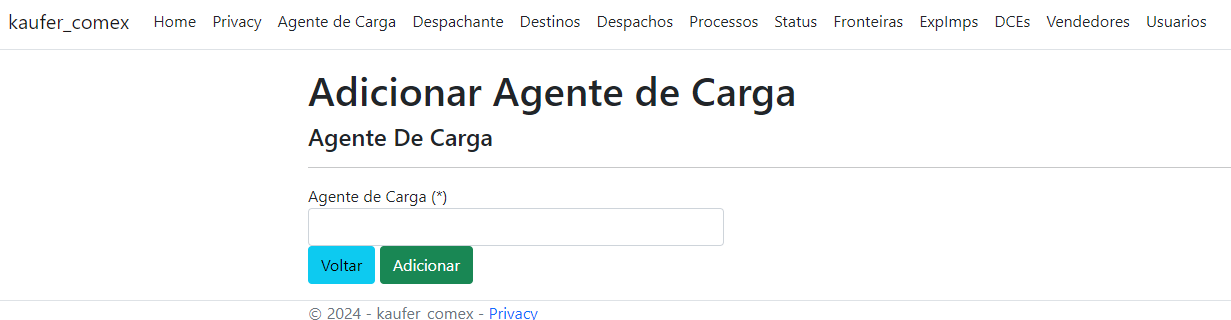 kaufer_comex Home Privacy Agente de Carga Despachante Destinos Despachos Processos Status Fronteiras ExpImps DCEs Vendedores Usuarios
Adicionar Agente de Carga
Agente De Carga
Agente de Carga (*)
Voltar Adicionar
© 2024 - kaufer_comex - Privacy